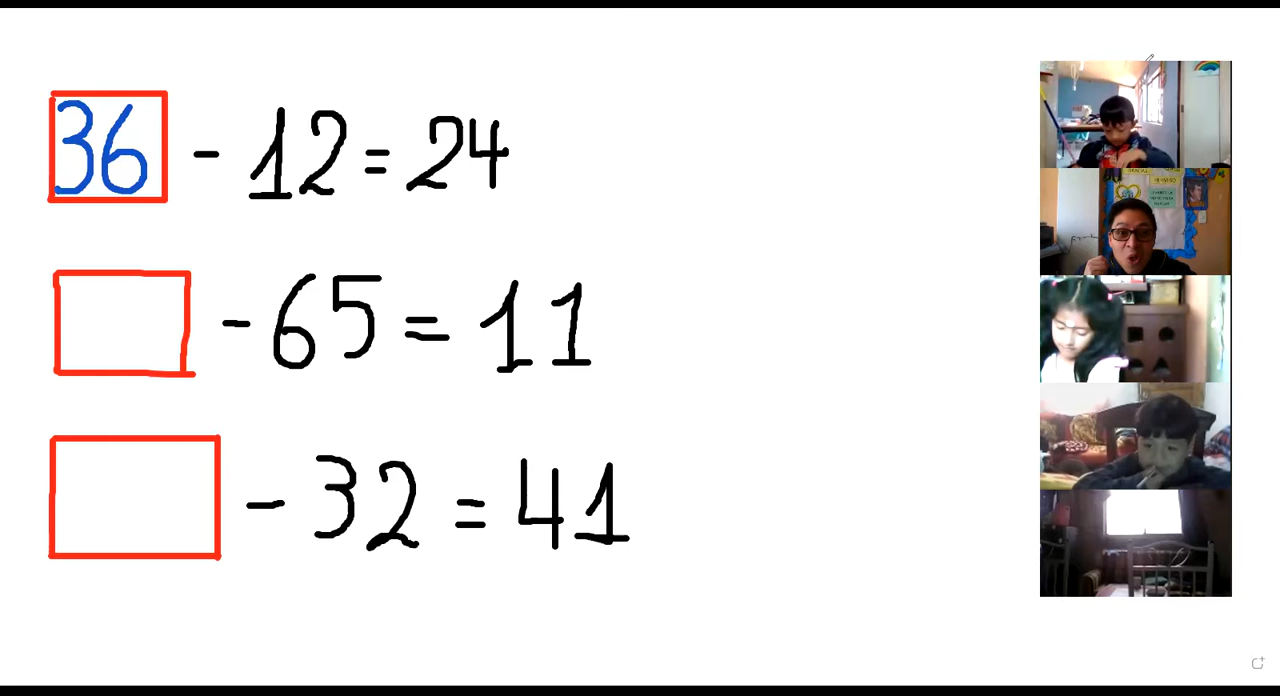 36 - 12 = 24
- 65 = 11
- 32 = 41